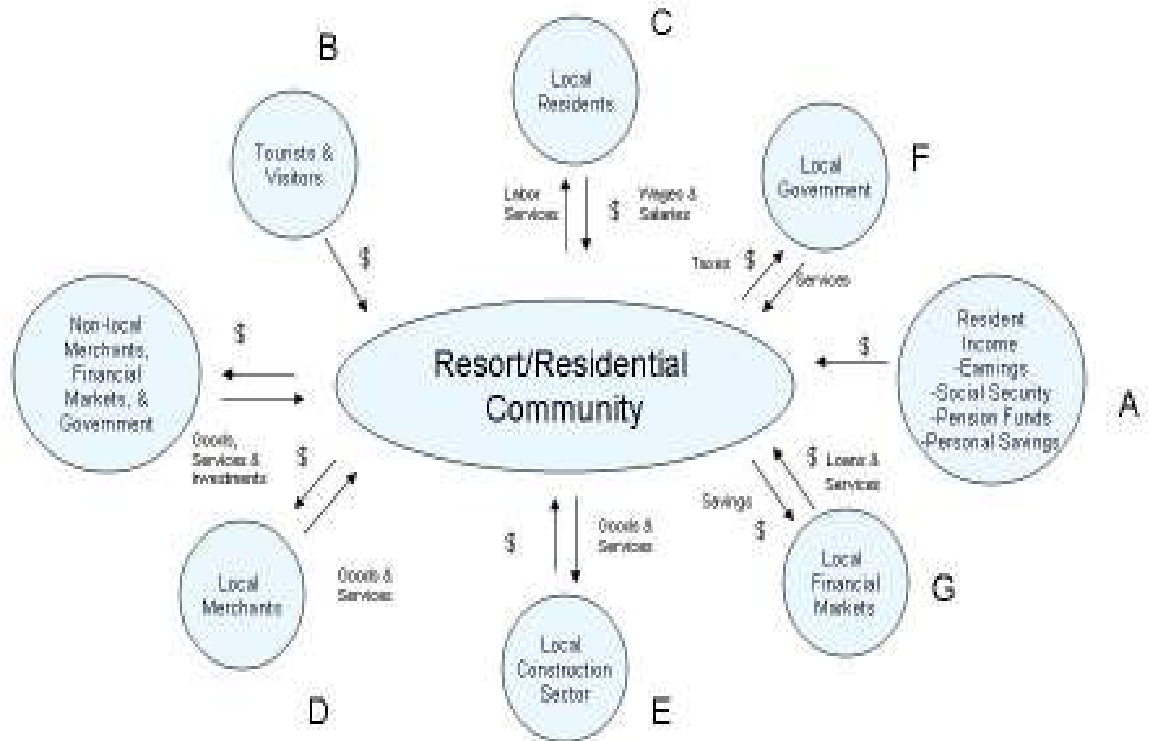 B
C
Local
Residents
Tourists &
Visitors
Local
Government
F
Labor
Services
$
Wages &
Salaries
$
Taxes
$
Services
Non-local
Merchants,
Financial
Markets, &
Government
$
Resort/Residential
Community
$
Resident
Income
-Earnings
-Social Security
-Pension Funds
-Personal Savings
A
Goods,
Services &
Investments
$
$
Loans &
Services
Savings
$
Local
Merchants
Goods &
Services
D
$
Goods &
Services
Local
Construction
Sector
E
Local
Financial
Markets
G